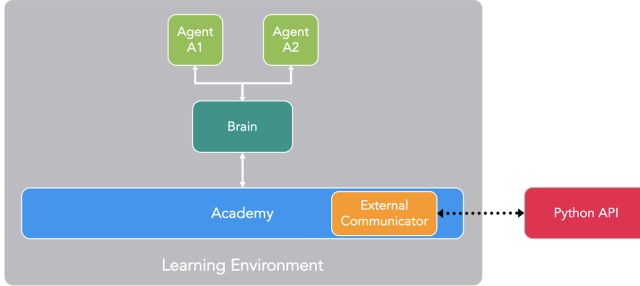 Agent
A1
Agent
A2
Brain
Academy
External
Communicator
Python API
Learning Environment